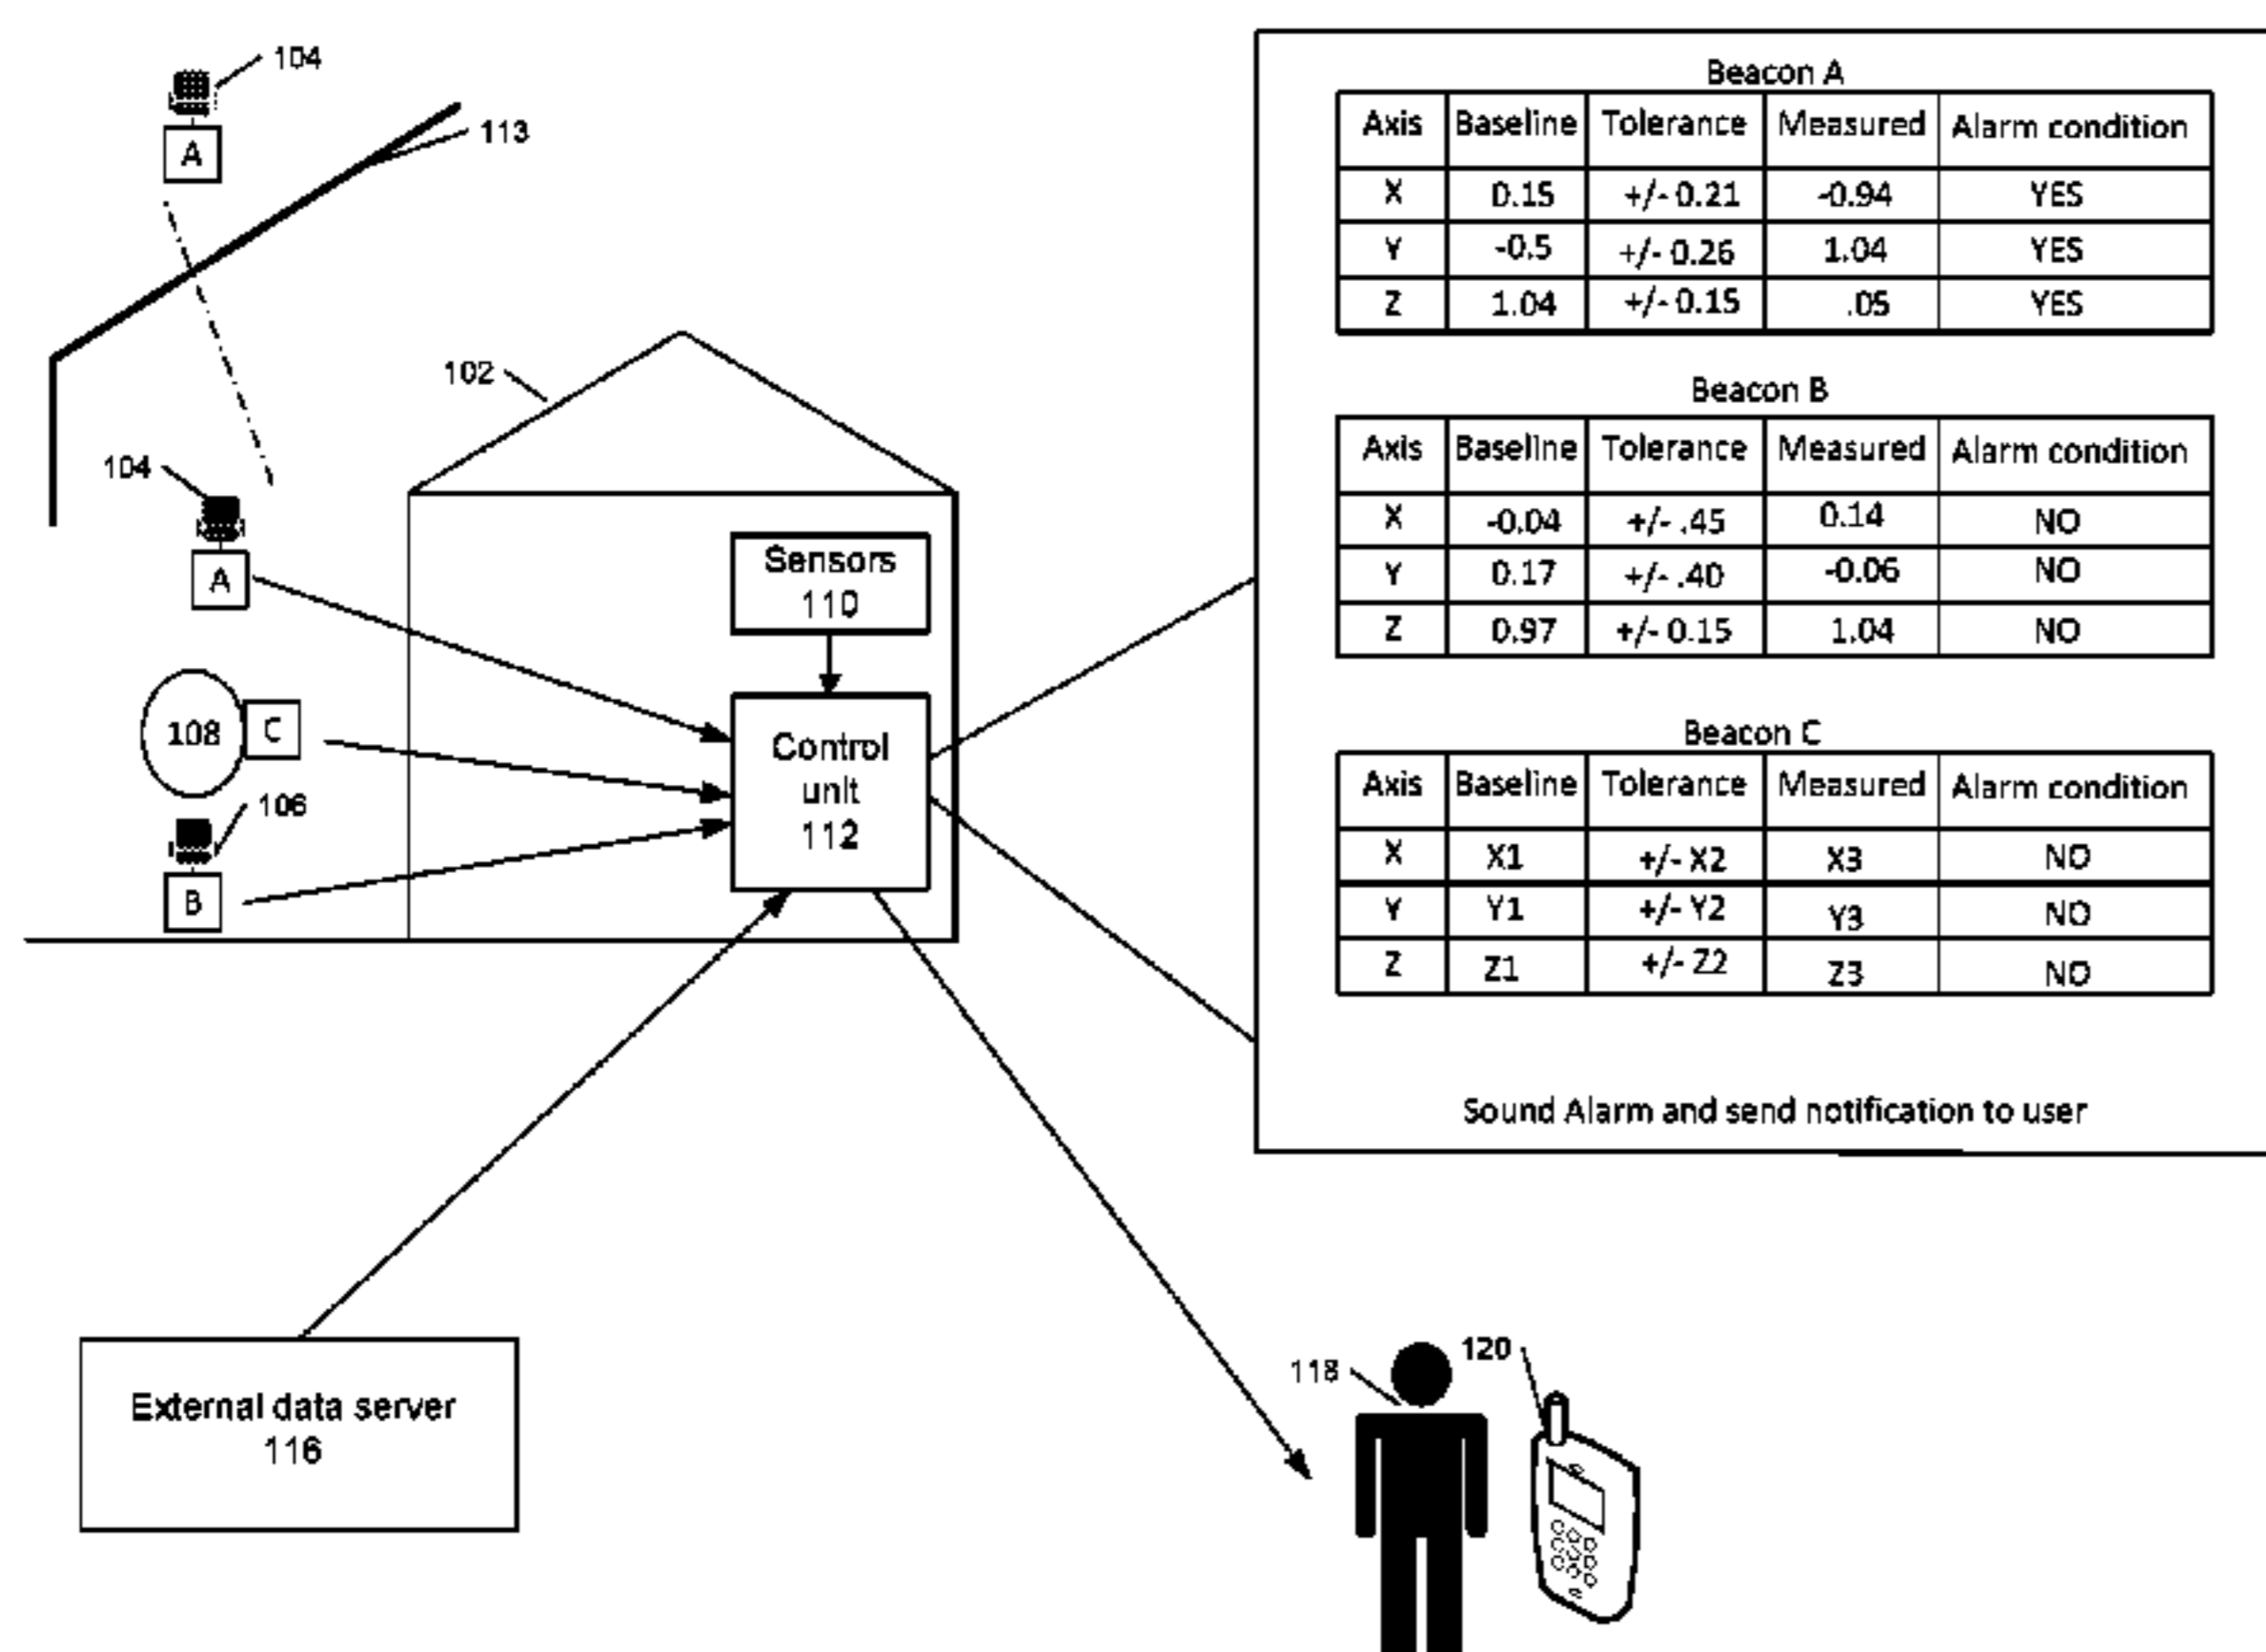 104
113
A
102
104
A
Sensors
110
108
C
Control
unit
112
106
B
Beacon A
Axis Baseline Tolerance Measured Alarm condition
X 0.15 +/- 0.21 -0.94 YES
Y -0.5 +/- 0.26 1.04 YES
Z 1.04 +/- 0.15 .05 YES
Beacon B
Axis Baseline Tolerance Measured Alarm condition
X -0.04 +/- .45 0.14 NO
Y 0.17 +/- .40 -0.06 NO
Z 0.97 +/- 0.15 1.04 NO
Beacon C
Axis Baseline Tolerance Measured Alarm condition
X X1 +/- X2 X3 NO
Y Y1 +/- Y2 Y3 NO
Z Z1 +/- Z2 Z3 NO
Sound Alarm and send notification to user
External data server
116
118
120